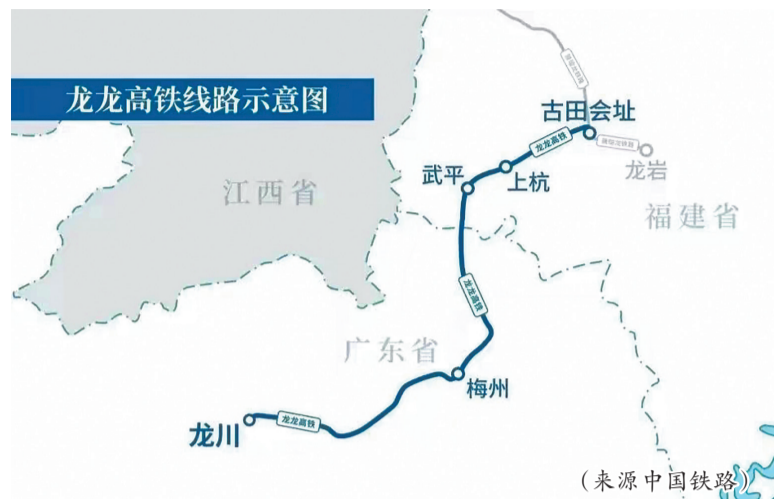 龙龙高铁线路示意图
古田会址
龙龙高铁
龙岩
武平
上杭
江西省
福建省
龙龙高铁
广东省
梅州
龙川
龙龙高铁
（来源中国铁路）